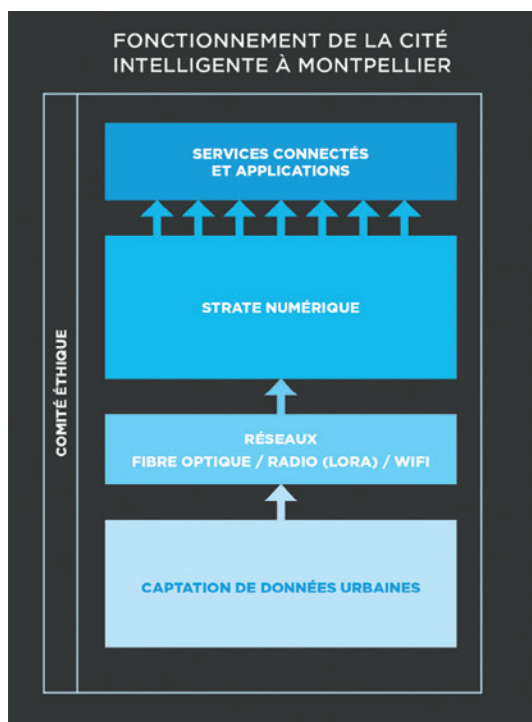 FONCTIONNEMENT DE LA CITÉ
INTELLIGENTE À MONTPELLIER
COMITÉ ÉTHIQUE
SERVICES CONNECTÉS
ET APPLICATIONS
STRATE NUMÉRIQUE
RÉSEAUX
FIBRE OPTIQUE / RADIO (LORA) / WIFI
CAPTATION DE DONNÉES URBAINES